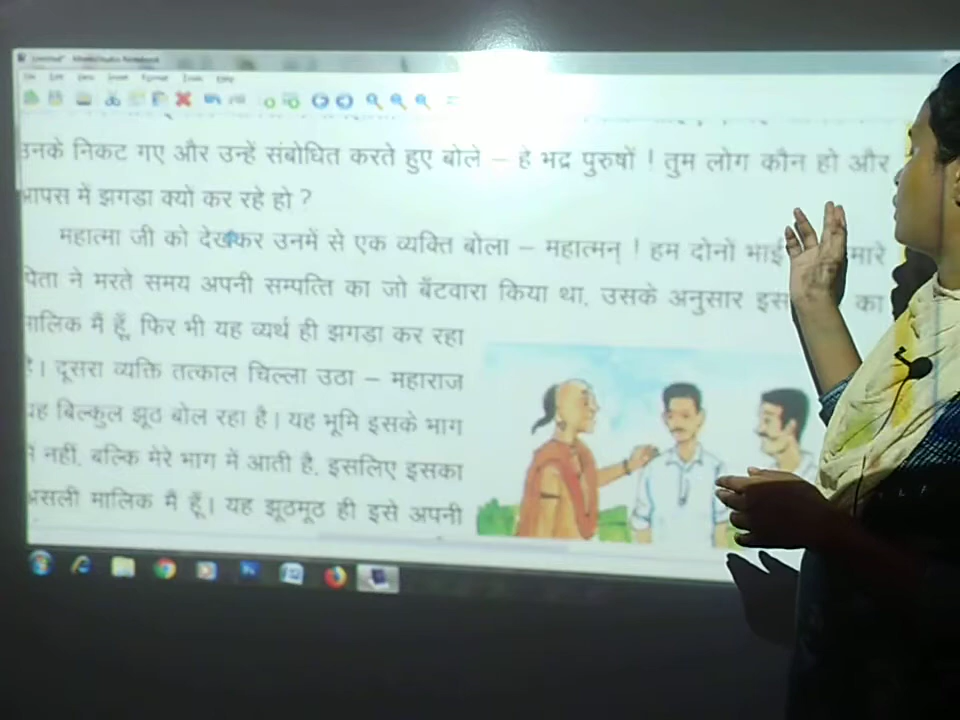 उनके निकट गए और उन्हें संबोधित करते हुए बोले – हे भद्र पुरुषों ! तुम लोग कौन हो और
आपस में झगडा क्यों कर रहे हो ?
महात्मा जी को देखकर उनमें से एक व्यक्ति बोला – महात्मन् ! हम दोनों भाई मारे
पिता ने मरते समय अपनी सम्पत्ति का जो बँटवारा किया था, उसके अनुसार इस का
मालिक मैं हूँ, फिर भी यह व्यर्थ ही झगडा कर रहा
है। दूसरा व्यक्ति तत्काल चिल्ला उठा – महाराज
यह बिल्कुल झूठ बोल रहा है। यह भूमि इसके भाग
में नहीं, बल्कि मेरे भाग में आती है, इसलिए इसका
असली मालिक मैं हूँ। यह झूठमूठ ही इसे अपनी